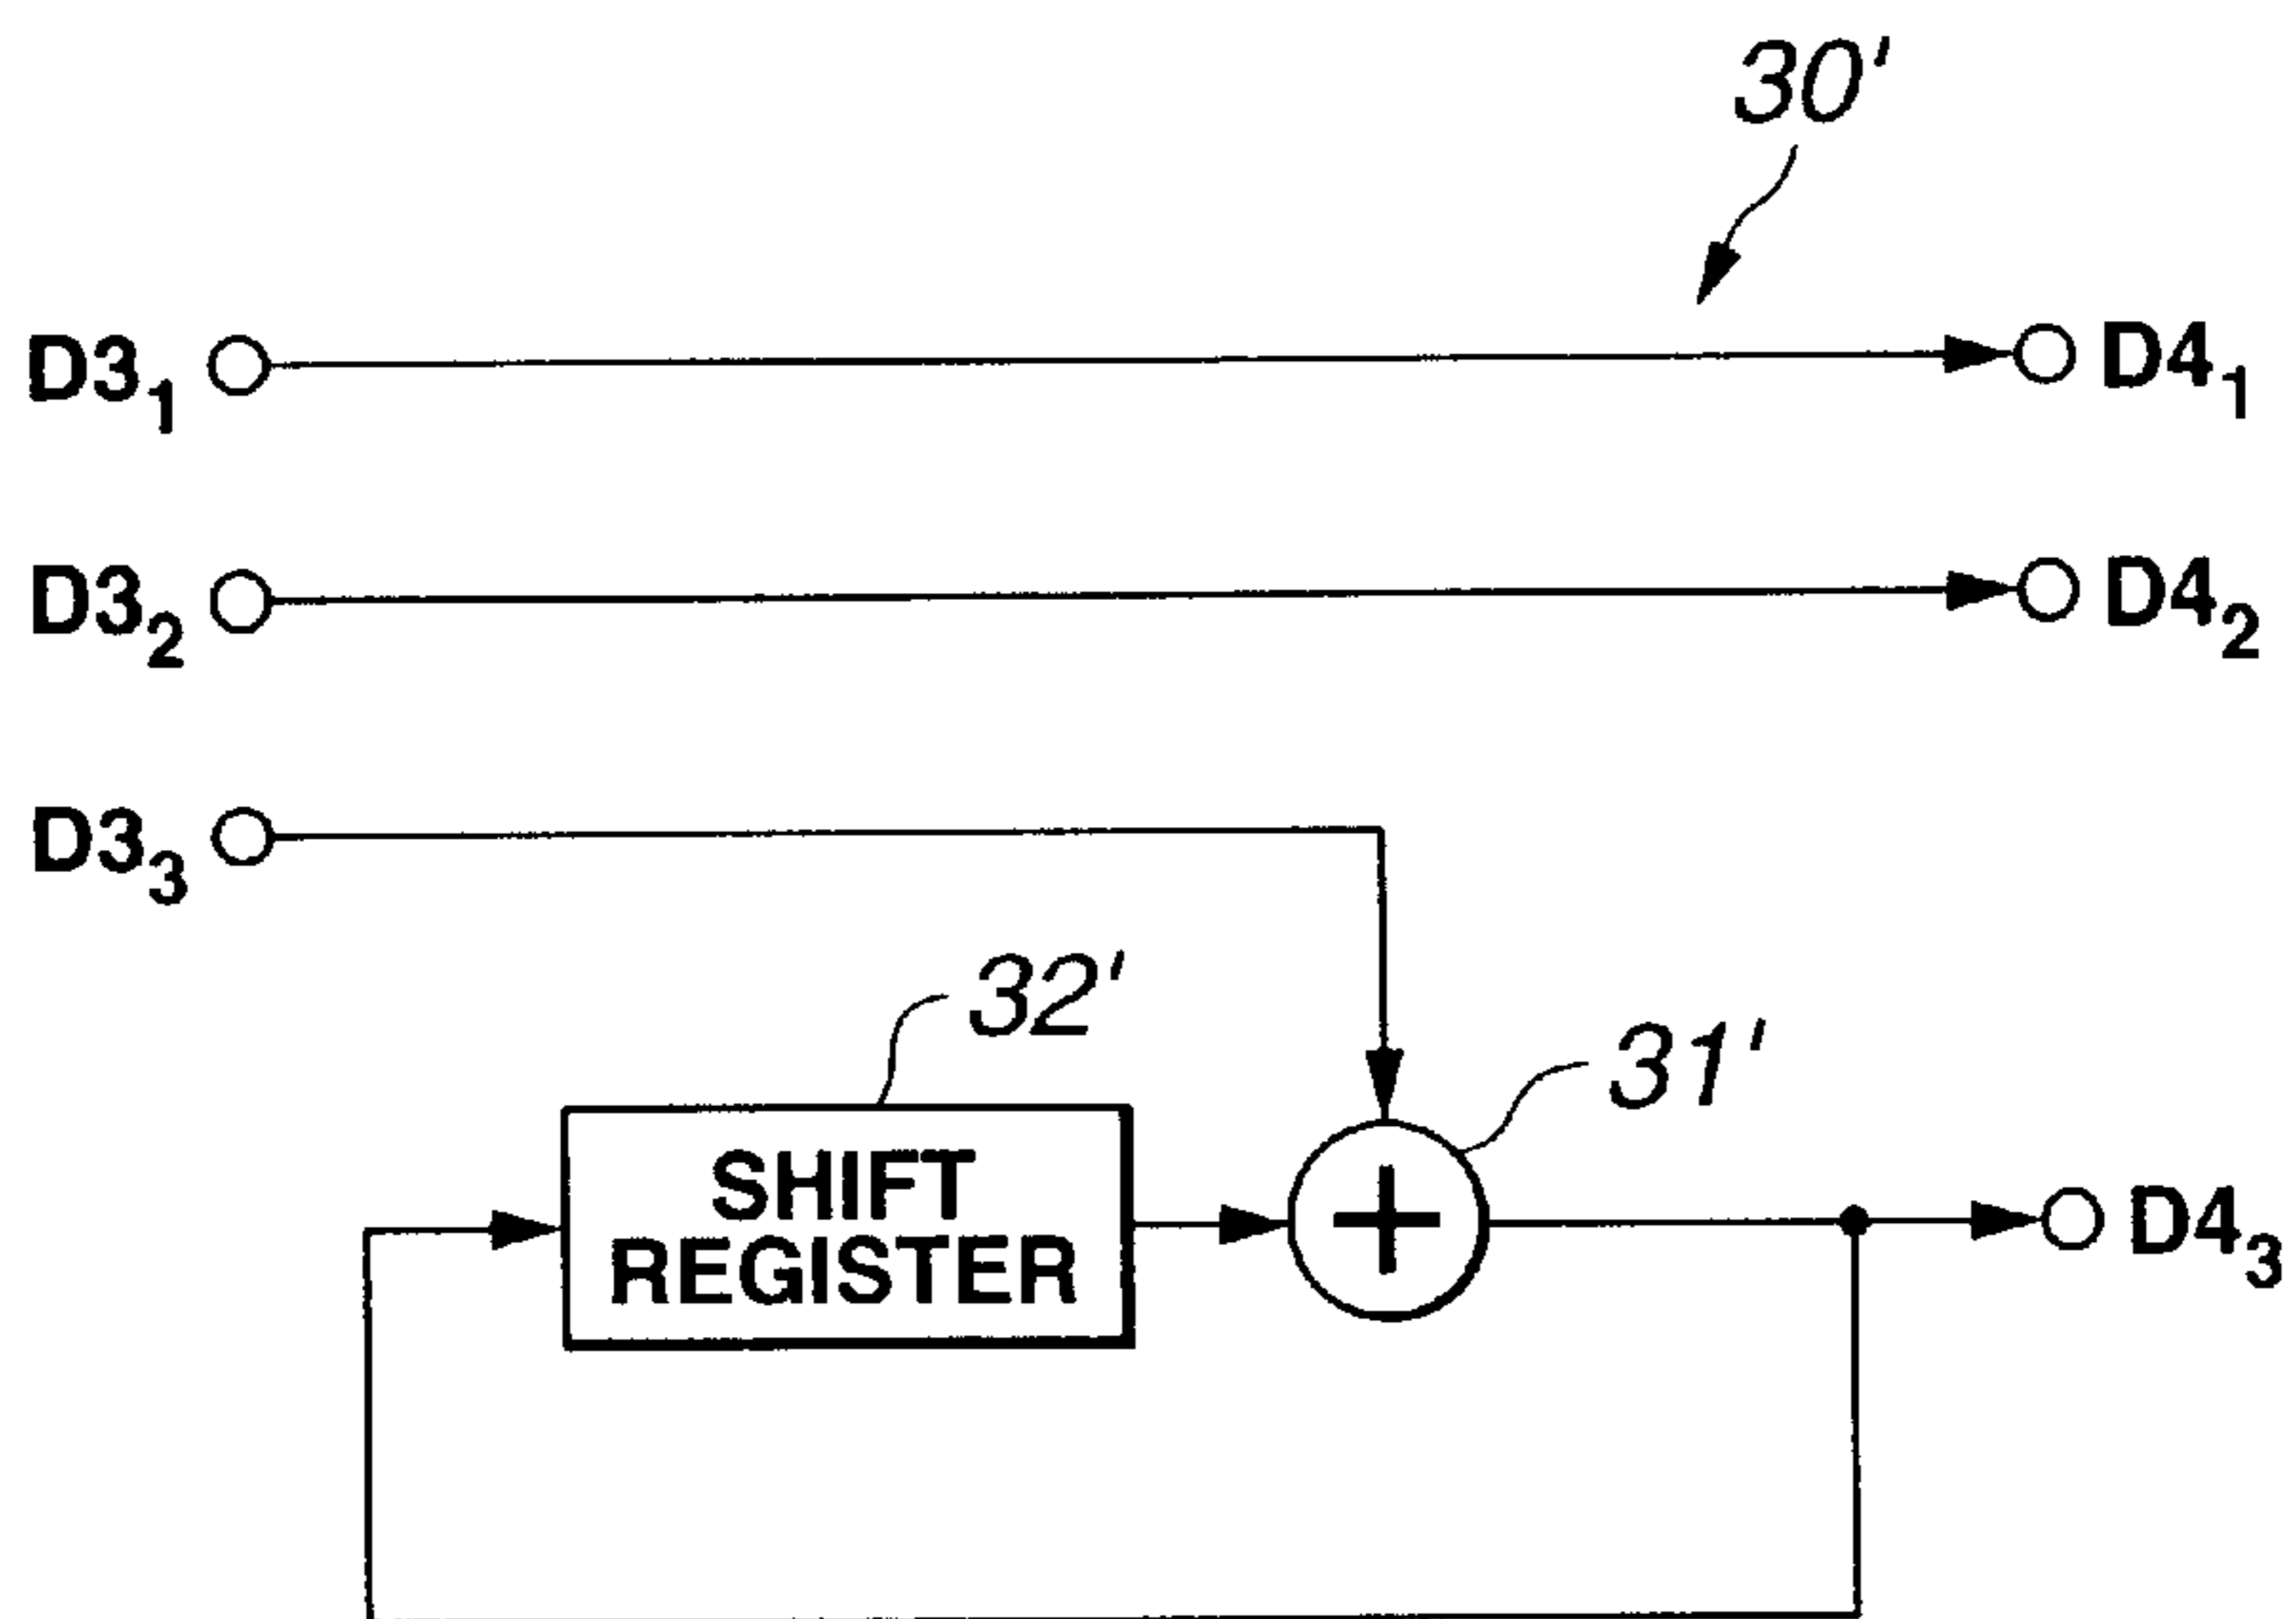 30'
D3₁ D4₁
D3₂ D4₂
D3₃
32'
31'
SHIFT
REGISTER
D4₃